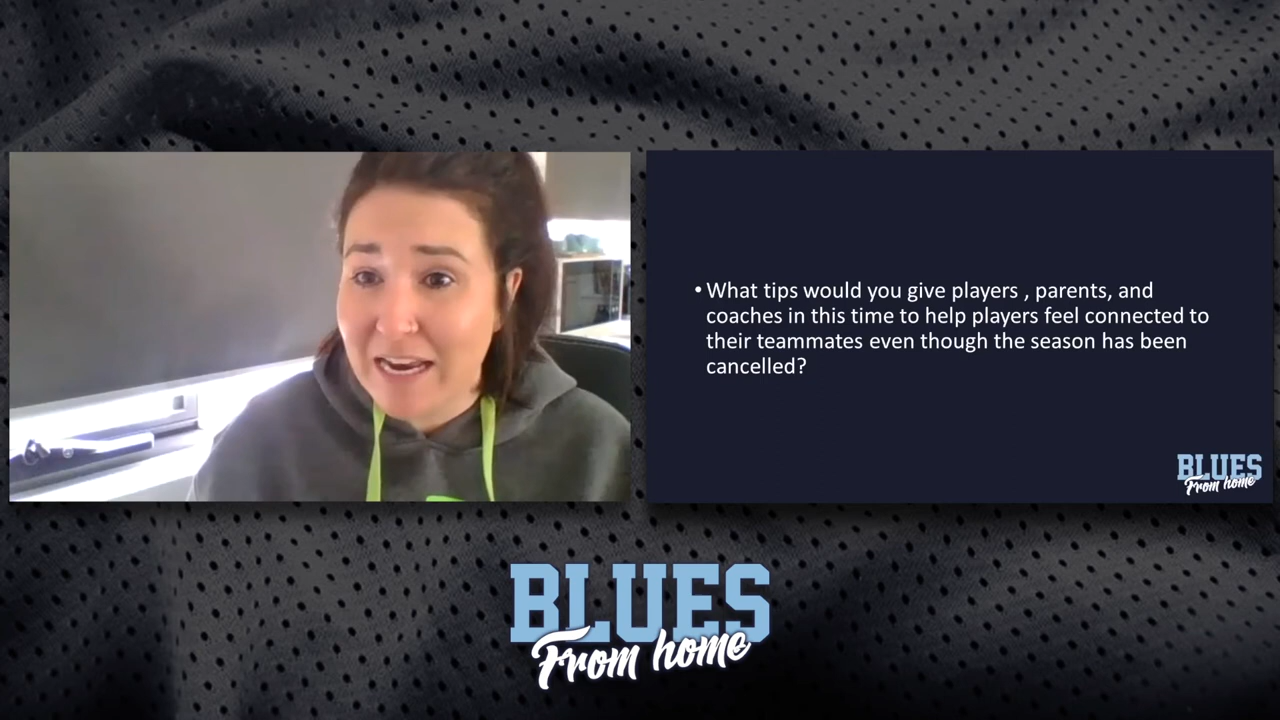 • What tips would you give players , parents, and
coaches in this time to help players feel connected to
their teammates even though the season has been
cancelled?
BLUES
From home
BLUES
From home